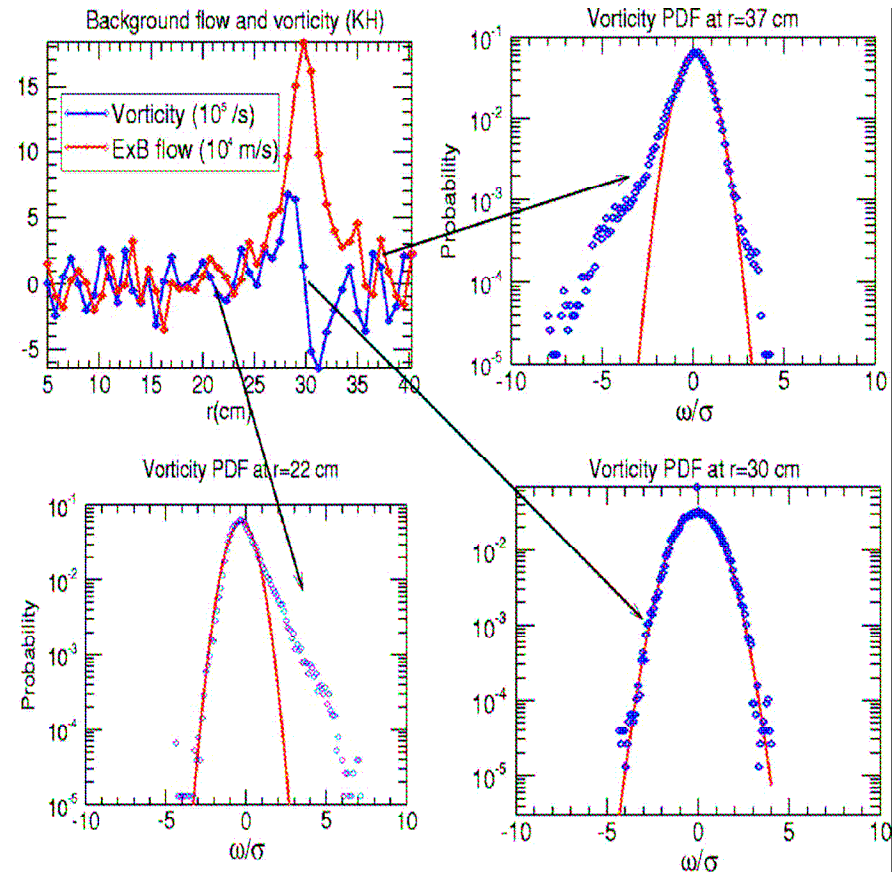 Background flow and vorticity (KH)
Vorticity (10⁵ /s)
ExB flow (10⁴ m/s)
15
10
5
0
-5
5 10 15 20 25 30 35 40
r(cm)
Vorticity PDF at r=37 cm
Probability
10⁻¹
10⁻²
10⁻³
10⁻⁴
10⁻⁵
-10 -5 0 5 10
ω/σ
Vorticity PDF at r=22 cm
Probability
10⁻¹
10⁻²
10⁻³
10⁻⁴
10⁻⁵
-10 -5 0 5 10
ω/σ
Vorticity PDF at r=30 cm
10⁻²
10⁻³
10⁻⁴
10⁻⁵
-10 -5 0 5 10
ω/σ